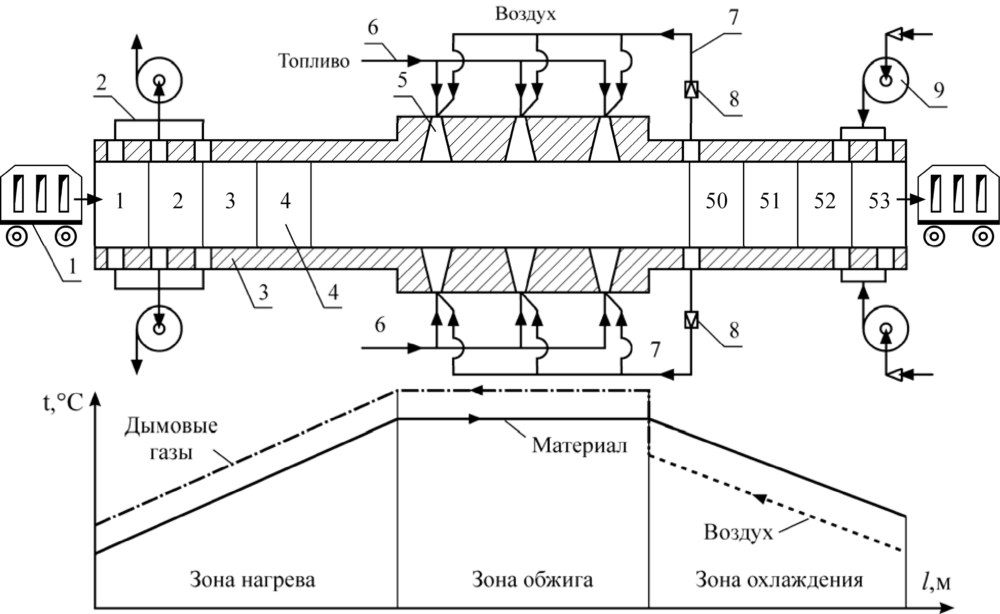 Воздух
7
6
Топливо
5
2
8
9
1
2
3
4
50
51
52
53
1
3
4
6
8
7
t,°C
Дымовые
газы
Материал
Воздух
Зона нагрева
Зона обжига
Зона охлаждения
l,м